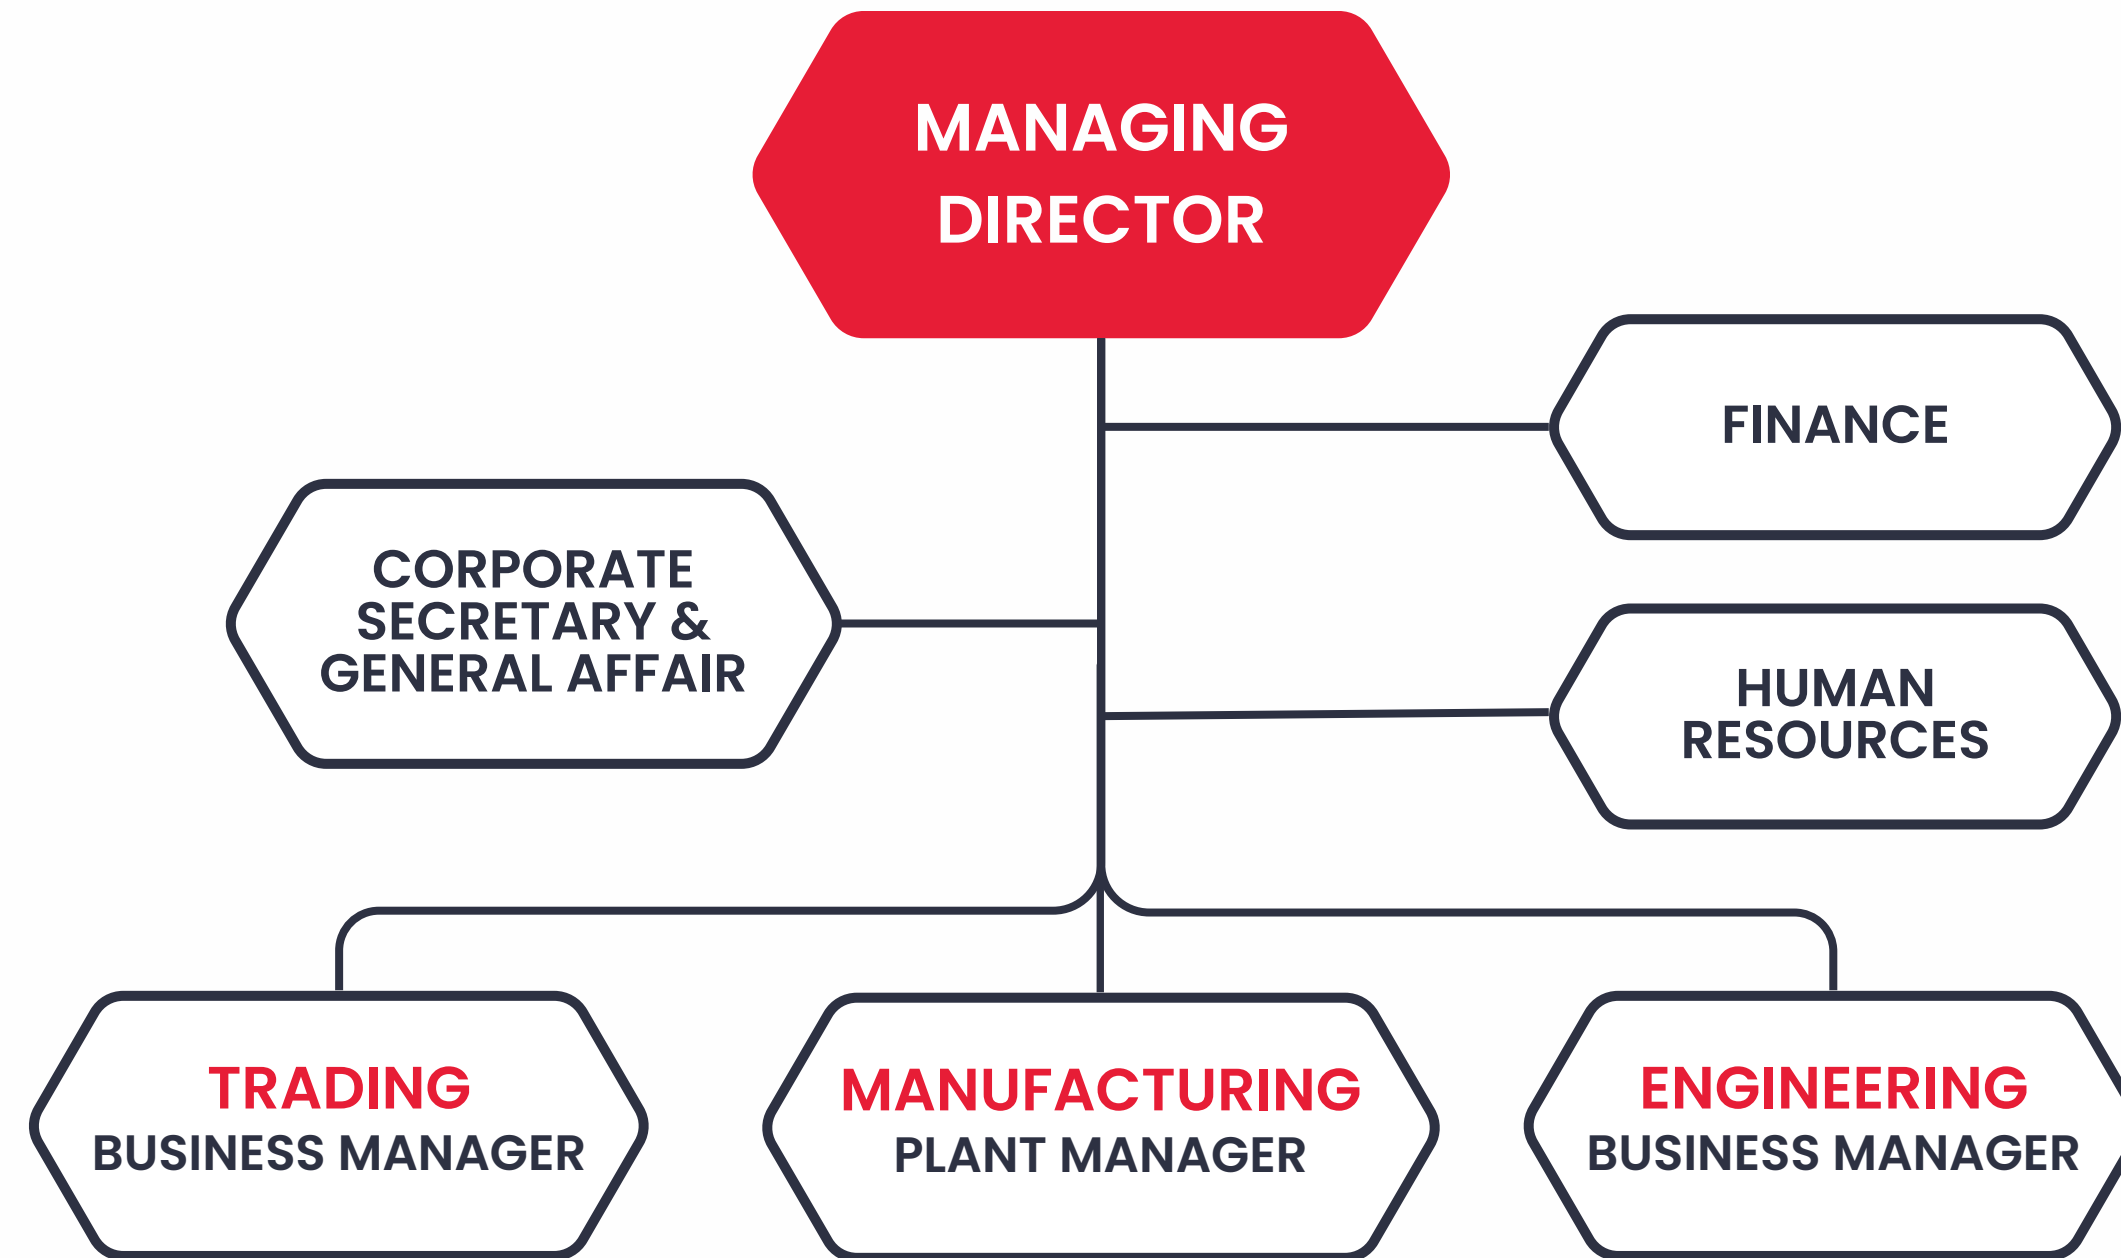 MANAGING
DIRECTOR
FINANCE
CORPORATE
SECRETARY &
GENERAL AFFAIR
HUMAN
RESOURCES
TRADING
BUSINESS MANAGER
MANUFACTURING
PLANT MANAGER
ENGINEERING
BUSINESS MANAGER